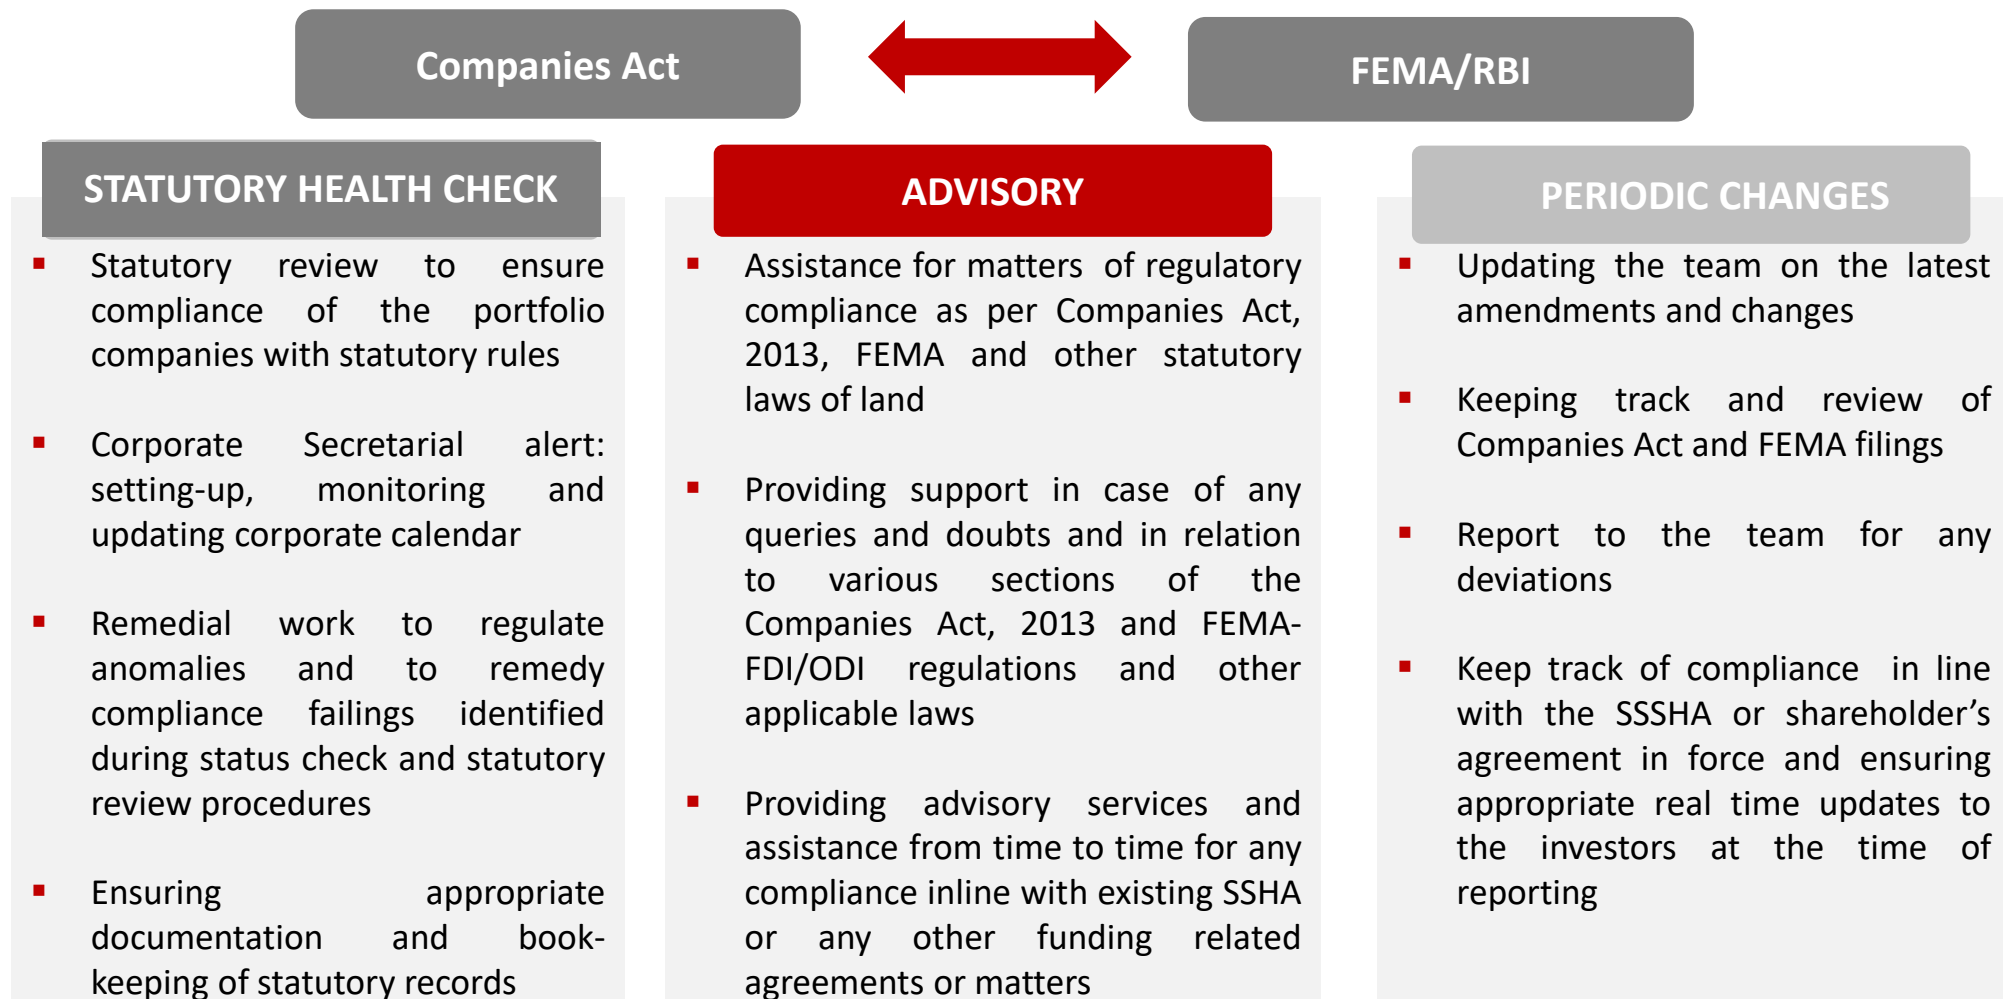 Companies Act
FEMA/RBI
STATUTORY HEALTH CHECK
Statutory review to ensure
compliance of the portfolio
companies with statutory rules
Corporate Secretarial alert:
setting-up, monitoring and
updating corporate calendar
Remedial work to regulate
anomalies and to remedy
compliance failings identified
during status check and statutory
review procedures
Ensuring appropriate
documentation and book-
keeping of statutory records
ADVISORY
Assistance for matters of regulatory
compliance as per Companies Act,
2013, FEMA and other statutory
laws of land
Providing support in case of any
queries and doubts and in relation
to various sections of the
Companies Act, 2013 and FEMA-
FDI/ODI regulations and other
applicable laws
Providing advisory services and
assistance from time to time for any
compliance inline with existing SSHA
or any other funding related
agreements or matters
PERIODIC CHANGES
Updating the team on the latest
amendments and changes
Keeping track and review of
Companies Act and FEMA filings
Report to the team for any
deviations
Keep track of compliance in line
with the SSSHA or shareholder’s
agreement in force and ensuring
appropriate real time updates to
the investors at the time of
reporting